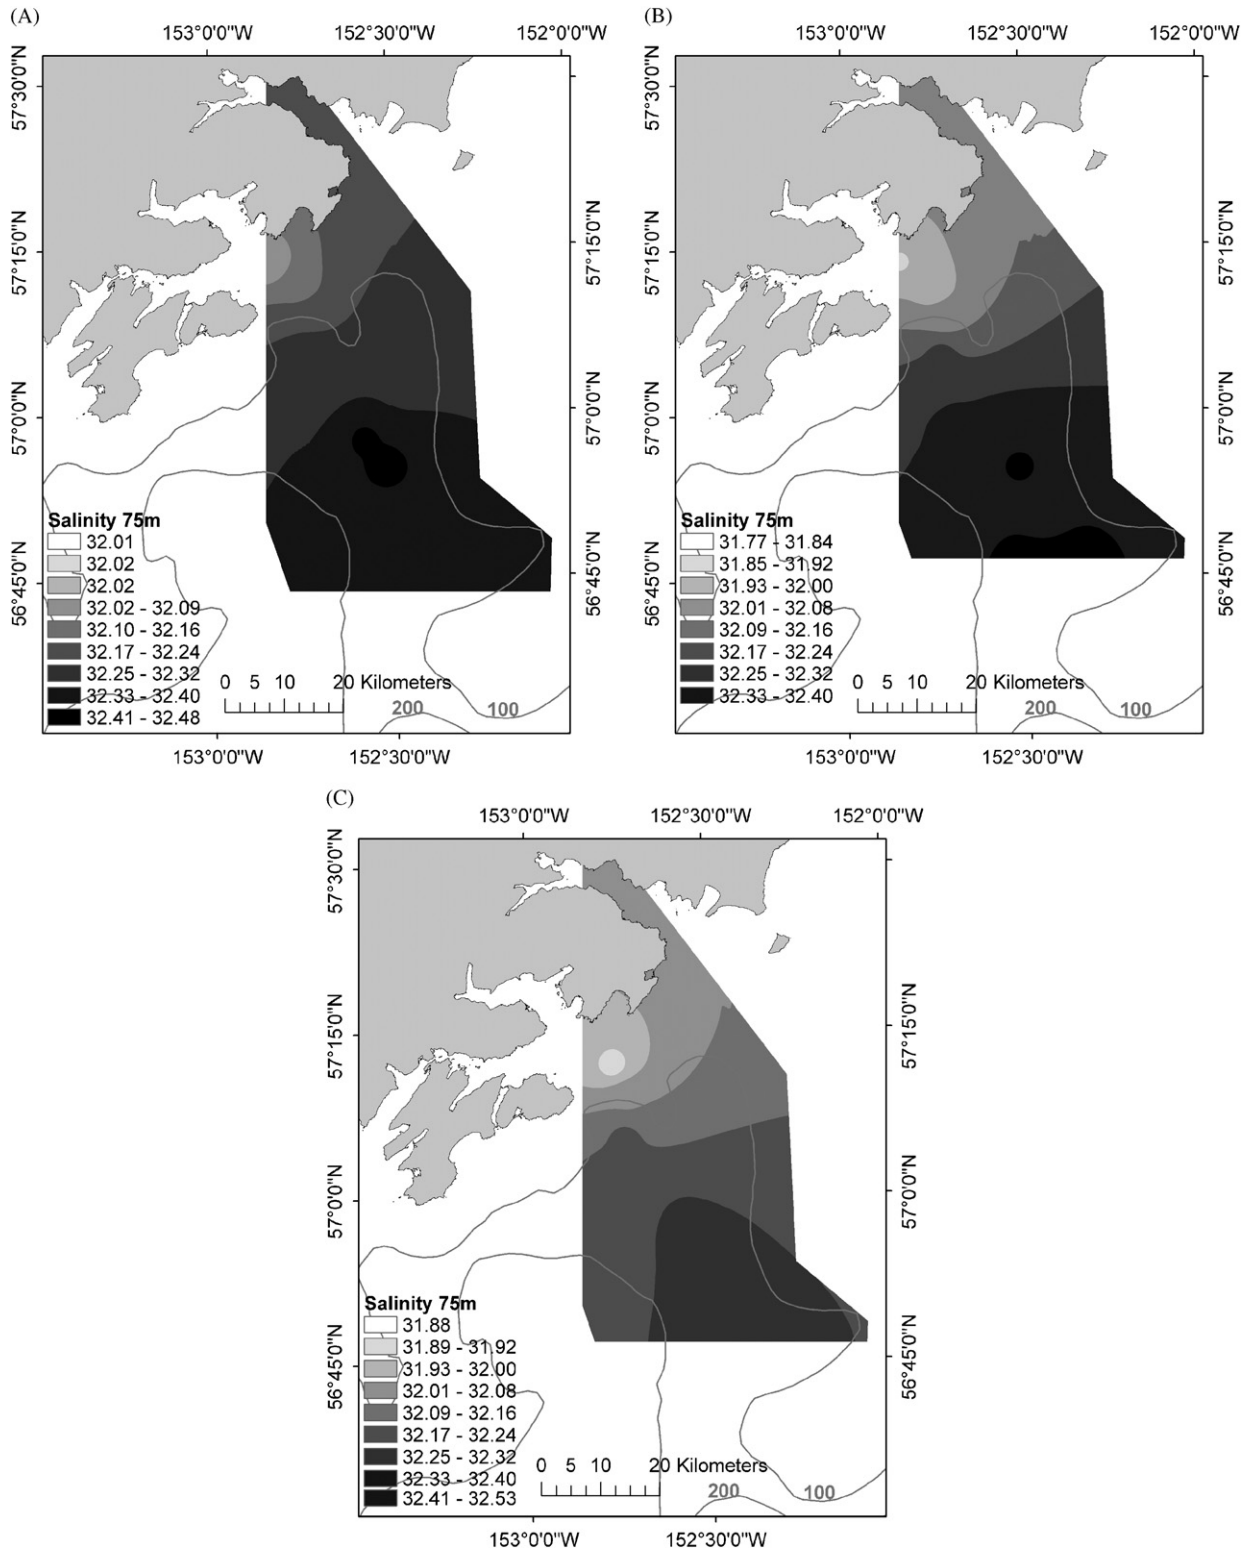 (A)
153°0'0"W 152°30'0"W 152°0'0"W
57°30'0"N
57°15'0"N
57°15'0"N
57°0'0"N
57°0'0"N
56°45'0"N
56°45'0"N
Salinity 75m
32.01
32.02
32.02
32.02 - 32.09
32.10 - 32.16
32.17 - 32.24
32.25 - 32.32
32.33 - 32.40
32.41 - 32.48
0 5 10 20 Kilometers
200
100
153°0'0"W 152°30'0"W
(B)
153°0'0"W 152°30'0"W 152°0'0"W
57°30'0"N
57°15'0"N
57°15'0"N
57°0'0"N
57°0'0"N
56°45'0"N
56°45'0"N
Salinity 75m
31.77 - 31.84
31.85 - 31.92
31.93 - 32.00
32.01 - 32.08
32.09 - 32.16
32.17 - 32.24
32.25 - 32.32
32.33 - 32.40
0 5 10 20 Kilometers
200
100
153°0'0"W 152°30'0"W
(C)
153°0'0"W 152°30'0"W 152°0'0"W
57°30'0"N
57°15'0"N
57°15'0"N
57°0'0"N
57°0'0"N
56°45'0"N
56°45'0"N
Salinity 75m
31.88
31.89 - 31.92
31.93 - 32.00
32.01 - 32.08
32.09 - 32.16
32.17 - 32.24
32.25 - 32.32
32.33 - 32.40
32.41 - 32.53
0 5 10 20 Kilometers
200
100
153°0'0"W 152°30'0"W